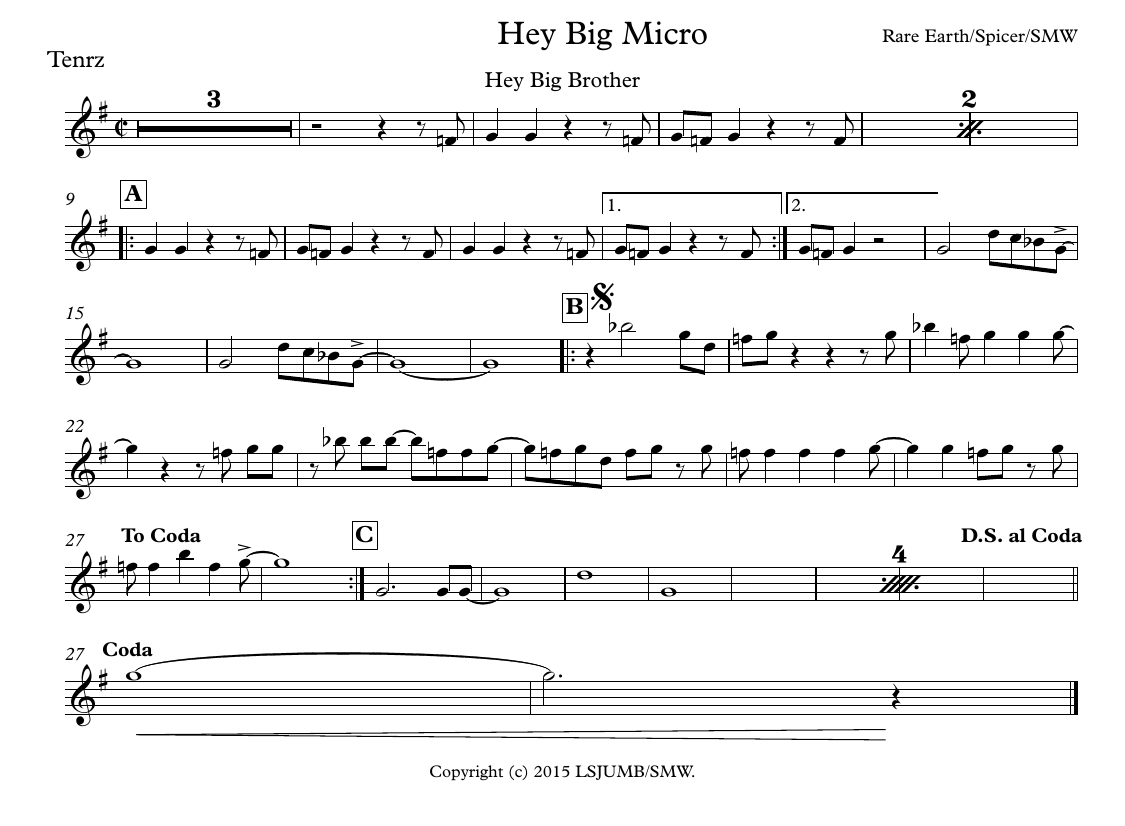 Hey Big Micro
Rare Earth/Spicer/SMW
Tenrz
Hey Big Brother
3
2
9
A
1.
2.
15
B
22
27
To Coda
C
4
D.S. al Coda
27
Coda
Copyright (c) 2015 LSJUMB/SMW.